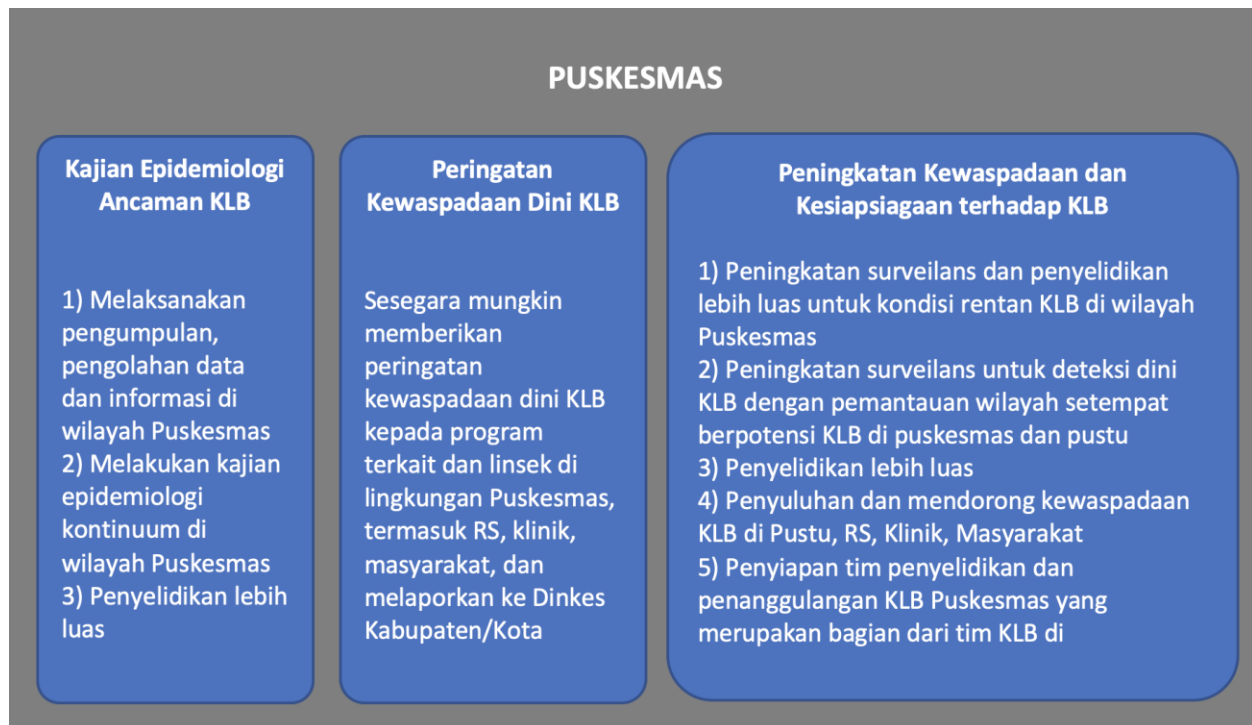 PUSKESMAS
Kajian Epidemiologi
Ancaman KLB
1) Melaksanakan
pengumpulan,
pengolahan data
dan informasi di
wilayah Puskesmas
2) Melakukan kajian
epidemiologi
kontinuum di
wilayah Puskesmas
3) Penyelidikan lebih
luas
Peringatan
Kewaspadaan Dini KLB
Sesegara mungkin
memberikan
peringatan
kewaspadaan dini KLB
kepada program
terkait dan linsek di
lingkungan Puskesmas,
termasuk RS, klinik,
masyarakat, dan
melaporkan ke Dinkes
Kabupaten/Kota
Peningkatan Kewaspadaan dan
Kesiapsiagaan terhadap KLB
1) Peningkatan surveilans dan penyelidikan
lebih luas untuk kondisi rentan KLB di wilayah
Puskesmas
2) Peningkatan surveilans untuk deteksi dini
KLB dengan pemantauan wilayah setempat
berpotensi KLB di puskesmas dan pustu
3) Penyelidikan lebih luas
4) Penyuluhan dan mendorong kewaspadaan
KLB di Pustu, RS, Klinik, Masyarakat
5) Penyiapan tim penyelidikan dan
penanggulangan KLB Puskesmas yang
merupakan bagian dari tim KLB di